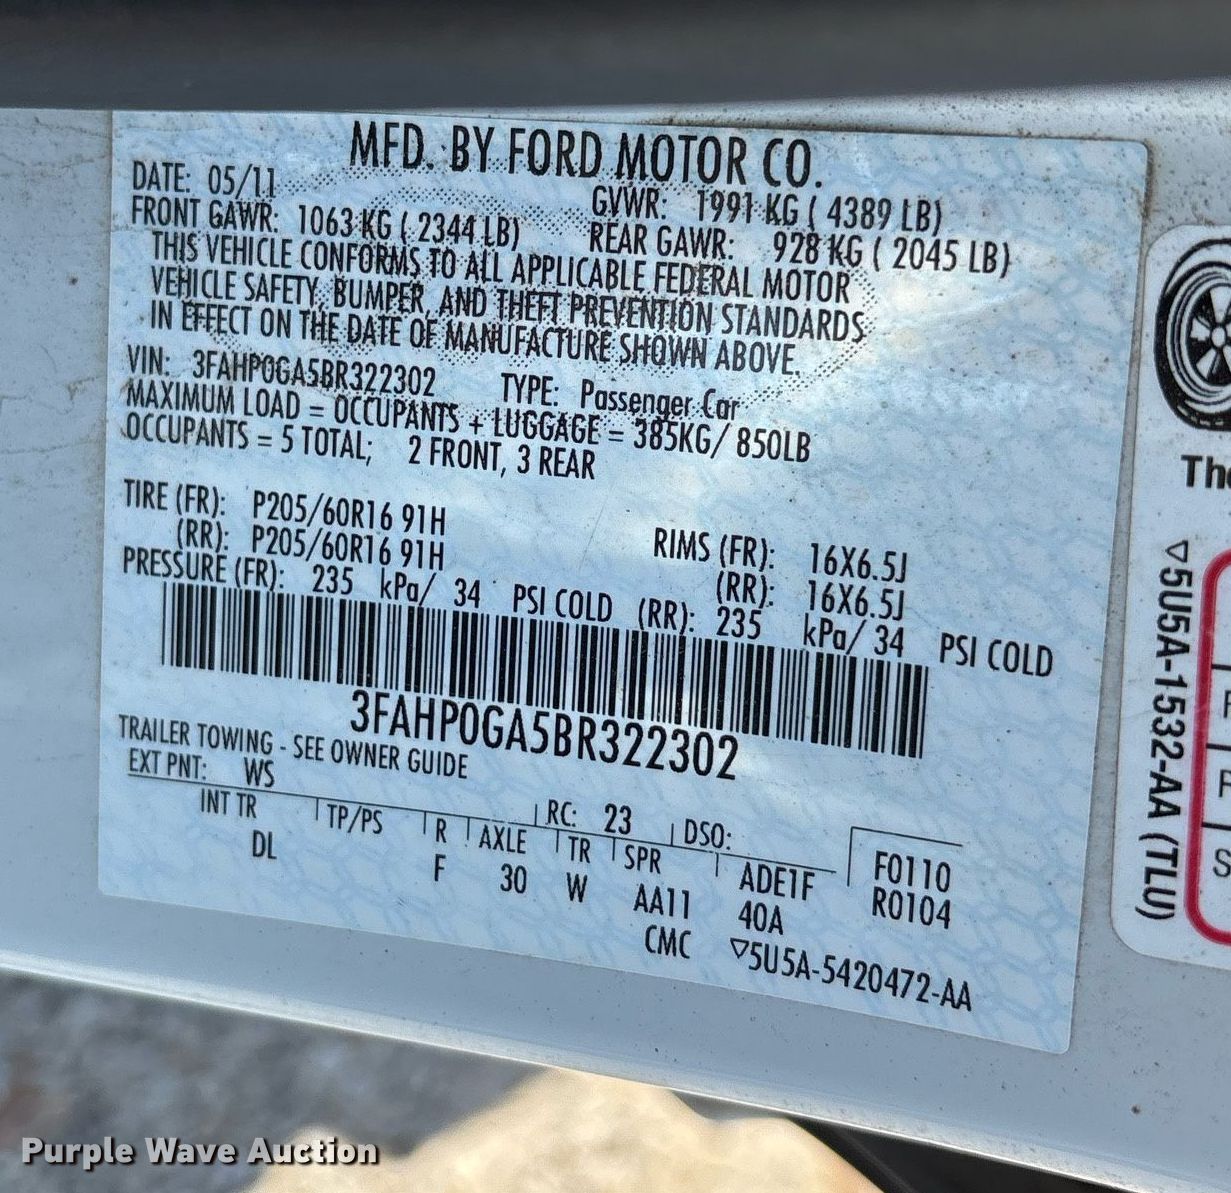 MFD. BY FORD MOTOR CO.
DATE: 05/11 GVWR: 1991 KG ( 4389 LB)
FRONT GAWR: 1063 KG ( 2344 LB) REAR GAWR: 928 KG ( 2045 LB)
THIS VEHICLE CONFORMS TO ALL APPLICABLE FEDERAL MOTOR
VEHICLE SAFETY, BUMPER, AND THEFT PREVENTION STANDARDS
IN EFFECT ON THE DATE OF MANUFACTURE SHOWN ABOVE.
VIN: 3FAHP0GA5BR322302 TYPE: Passenger Car
MAXIMUM LOAD = OCCUPANTS + LUGGAGE = 385KG/ 850LB
OCCUPANTS = 5 TOTAL; 2 FRONT, 3 REAR
TIRE (FR): P205/60R16 91H RIMS (FR): 16X6.5J
(RR): P205/60R16 91H (RR): 16X6.5J
PRESSURE (FR): 235 kPa/ 34 PSI COLD (RR): 235 kPa/ 34 PSI COLD
3FAHP0GA5BR322302
TRAILER TOWING - SEE OWNER GUIDE
EXT PNT: WS RC: 23 DSO:
INT TR TP/PS R AXLE TR SPR ADE1F F0110
DL F 30 W AA11 40A R0104
CMC ▽5U5A-5420472-AA
▽5U5A-1532-AA (TLU)
Purple Wave Auction